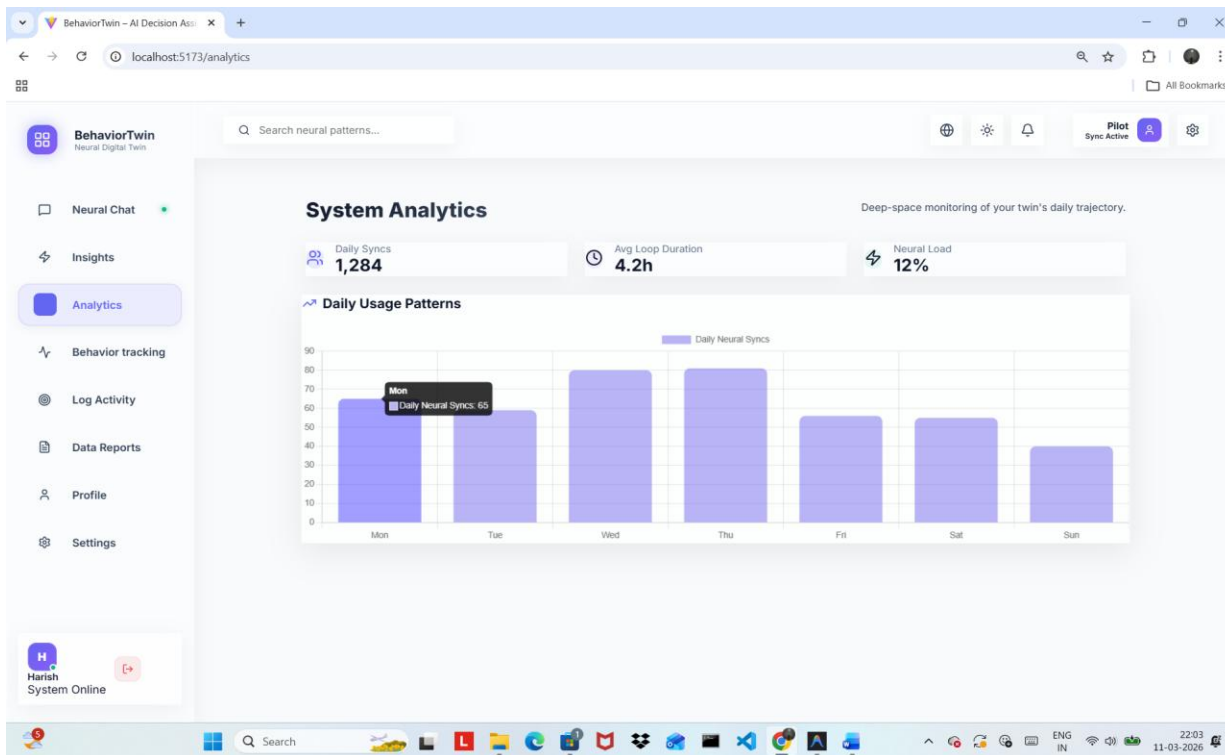 BehaviorTwin – AI Decision Assi
localhost:5173/analytics
All Bookmarks
BehaviorTwin
Neural Digital Twin
Search neural patterns...
Pilot
Sync Active
Neural Chat
Insights
Analytics
Behavior tracking
Log Activity
Data Reports
Profile
Settings
System Analytics
Deep-space monitoring of your twin's daily trajectory.
Daily Syncs
1,284
Avg Loop Duration
4.2h
Neural Load
12%
Daily Usage Patterns
Daily Neural Syncs
90
80
70
60
50
40
30
20
10
0
Mon
Daily Neural Syncs: 65
Mon Tue Wed Thu Fri Sat Sun
H
Harish
System Online
5
Search
L
ENG
IN
22:03
11-03-2026